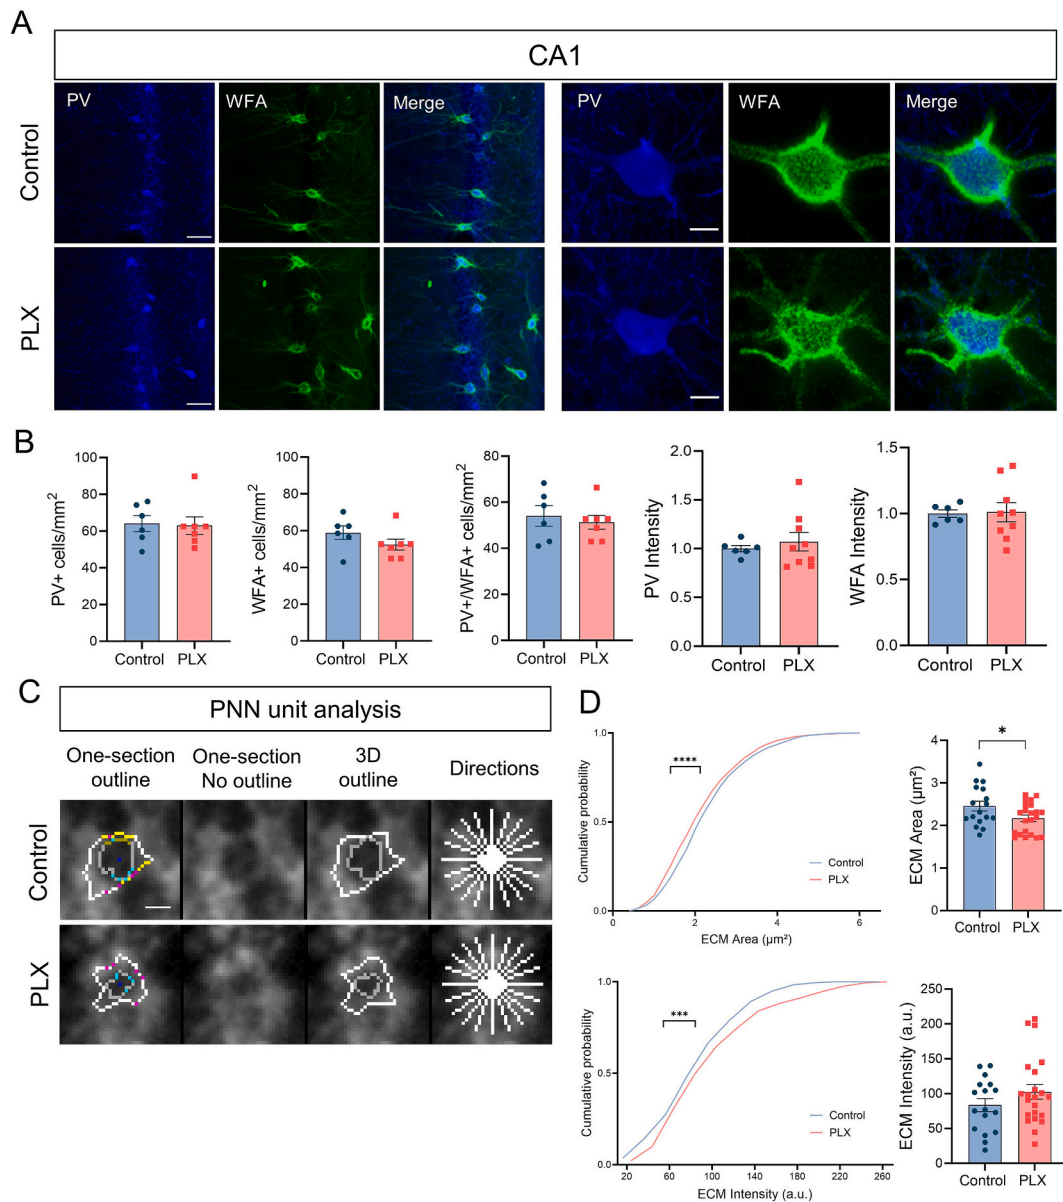 A
CA1
PV
WFA
Merge
PV
WFA
Merge
Control
PLX
B
PV+ cells/mm²
100
80
60
40
20
0
Control
PLX
WFA+ cells/mm²
100
80
60
40
20
0
Control
PLX
PV+/WFA+ cells/mm²
80
60
40
20
0
Control
PLX
PV Intensity
2.0
1.5
1.0
0.5
0.0
Control
PLX
WFA Intensity
1.5
1.0
0.5
0.0
Control
PLX
C
PNN unit analysis
One-section
outline
One-section
No outline
3D
outline
Directions
Control
PLX
D
Cumulative probability
1.0
0.5
0.0
****
Control
PLX
0
2
4
6
ECM Area (µm²)
ECM Area (µm²)
4
3
2
1
0
*
Control
PLX
Cumulative probability
1.0
0.5
0.0
***
Control
PLX
20
60
100
140
180
220
260
ECM Intensity (a.u.)
ECM Intensity (a.u.)
250
200
150
100
50
0
Control
PLX